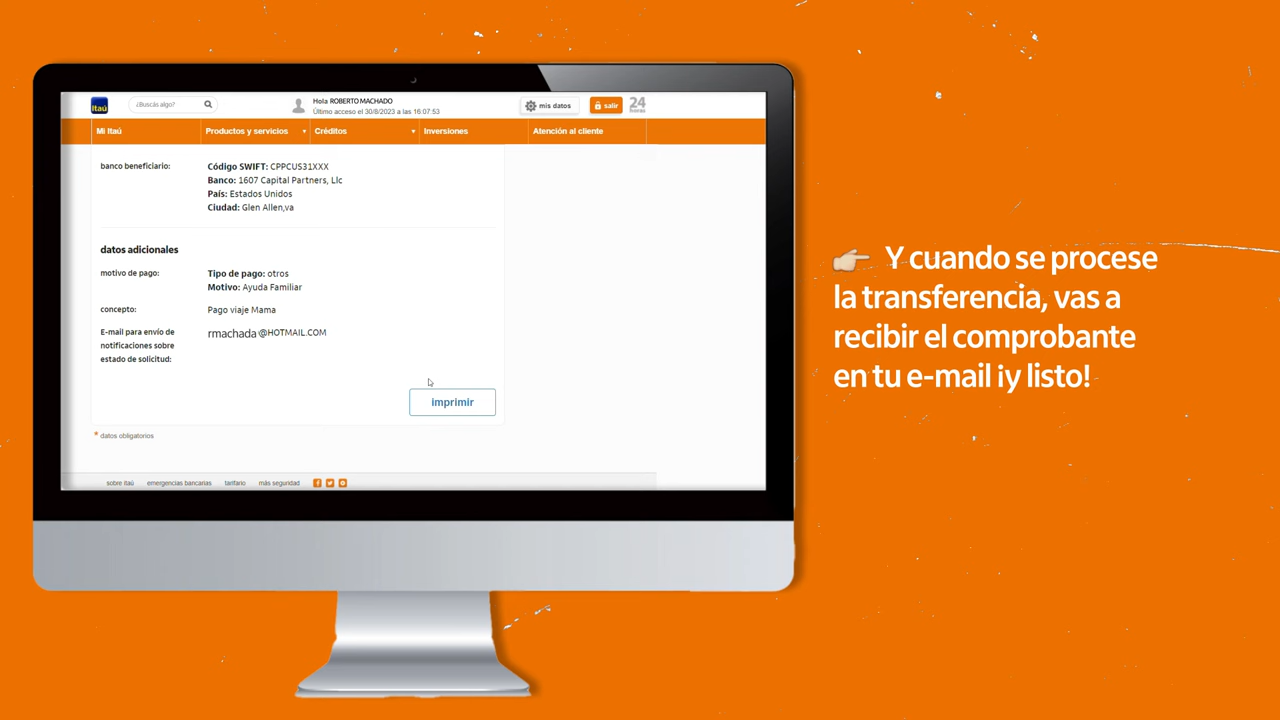 Itaú
¿Buscás algo?
Hola ROBERTO MACHADO
Último acceso el 30/8/2023 a las 16:07:53
mis datos
salir
24
horas
Mi Itaú
Productos y servicios
Créditos
Inversiones
Atención al cliente
banco beneficiario:
Código SWIFT: CPPCUS31XXX
Banco: 1607 Capital Partners, Llc
País: Estados Unidos
Ciudad: Glen Allen,va
datos adicionales
motivo de pago:
Tipo de pago: otros
Motivo: Ayuda Familiar
concepto:
Pago viaje Mama
E-mail para envío de
notificaciones sobre
estado de solicitud:
rmachada @HOTMAIL.COM
imprimir
* datos obligatorios
sobre itaú
emergencias bancarias
tarifario
más seguridad
Y cuando se procese
la transferencia, vas a
recibir el comprobante
en tu e-mail ¡y listo!